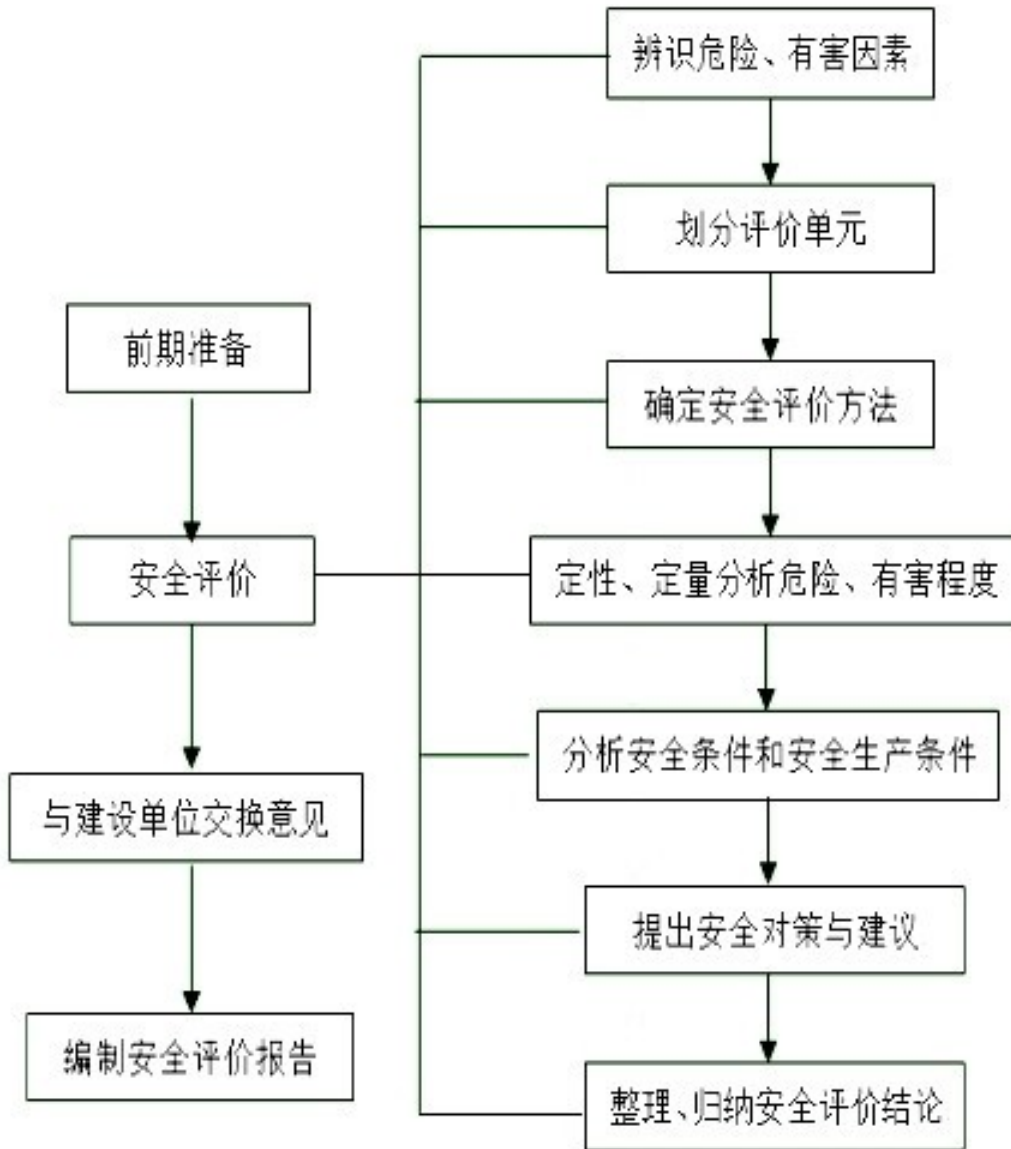 辨识危险、有害因素
划分评价单元
前期准备
确定安全评价方法
安全评价
定性、定量分析危险、有害程度
分析安全条件和安全生产条件
与建设单位交换意见
提出安全对策与建议
编制安全评价报告
整理、归纳安全评价结论